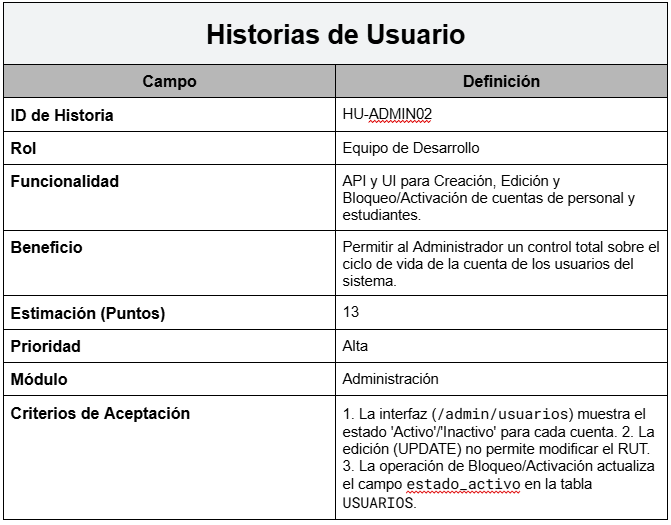 Historias de Usuario
Campo
Definición
ID de Historia
HU-ADMIN02
Rol
Equipo de Desarrollo
Funcionalidad
API y UI para Creación, Edición y
Bloqueo/Activación de cuentas de personal y
estudiantes.
Beneficio
Permitir al Administrador un control total sobre el
ciclo de vida de la cuenta de los usuarios del
sistema.
Estimación (Puntos)
13
Prioridad
Alta
Módulo
Administración
Criterios de Aceptación
1. La interfaz (/admin/usuarios) muestra el
estado 'Activo'/'Inactivo' para cada cuenta. 2. La
edición (UPDATE) no permite modificar el RUT.
3. La operación de Bloqueo/Activación actualiza
el campo estado_activo en la tabla
USUARIOS.